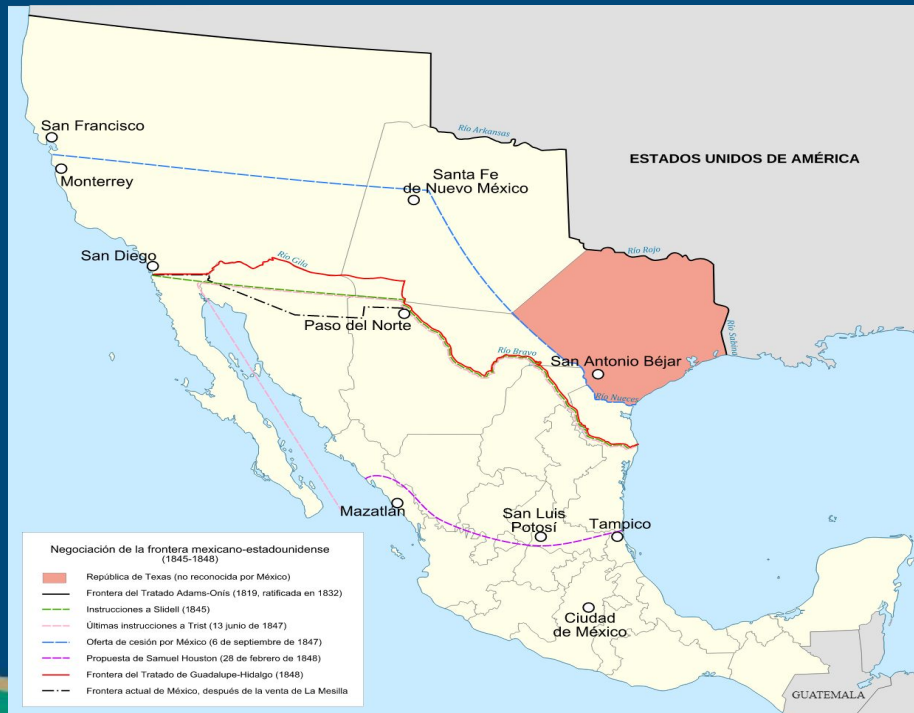 Río Arkansas
San Francisco
ESTADOS UNIDOS DE AMÉRICA
Monterrey
Santa Fe
de Nuevo México
Río Rojo
San Diego
Río Gila
Paso del Norte
Río Sabina
Río Bravo
San Antonio Béjar
Río Nueces
Mazatlán
San Luis
Potosí
Tampico
Ciudad
de México
GUATEMALA
Negociación de la frontera mexicano-estadounidense
(1845-1848)
República de Texas (no reconocida por México)
Frontera del Tratado Adams-Onís (1819, ratificada en 1832)
Instrucciones a Slidell (1845)
Últimas instrucciones a Trist (13 junio de 1847)
Oferta de cesión por México (6 de septiembre de 1847)
Propuesta de Samuel Houston (28 de febrero de 1848)
Frontera del Tratado de Guadalupe-Hidalgo (1848)
Frontera actual de México, después de la venta de La Mesilla